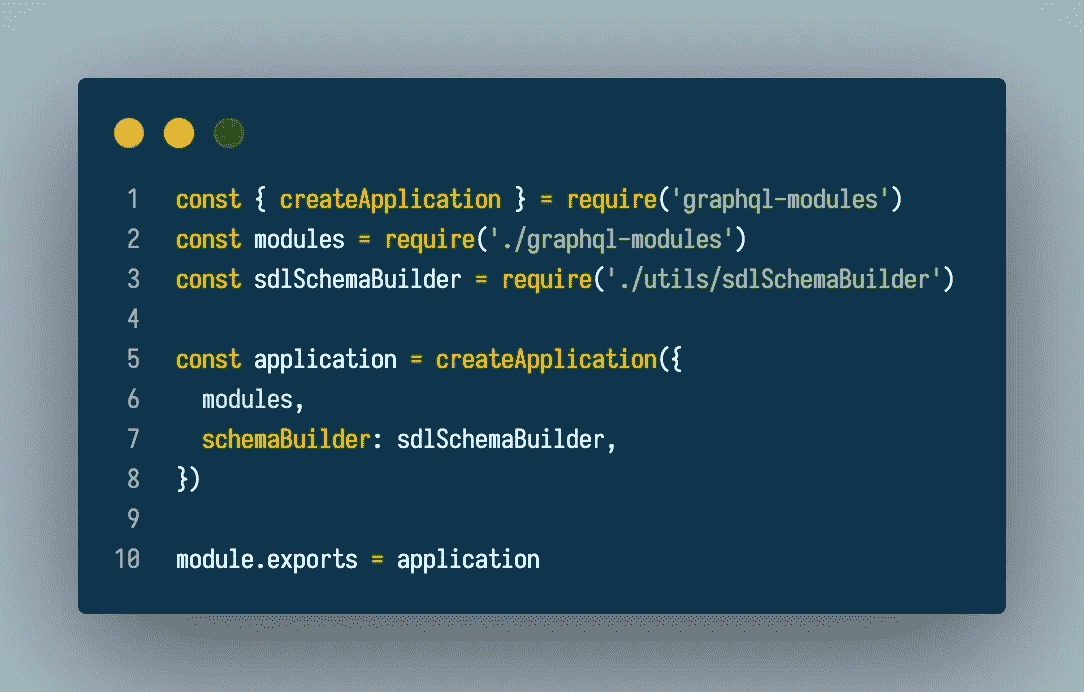 1 const { createApplication } = require('graphql-modules')
2 const modules = require('./graphql-modules')
3 const sdlSchemaBuilder = require('./utils/sdlSchemaBuilder')
4
5 const application = createApplication({
6   modules,
7   schemaBuilder: sdlSchemaBuilder,
8 })
9
10 module.exports = application